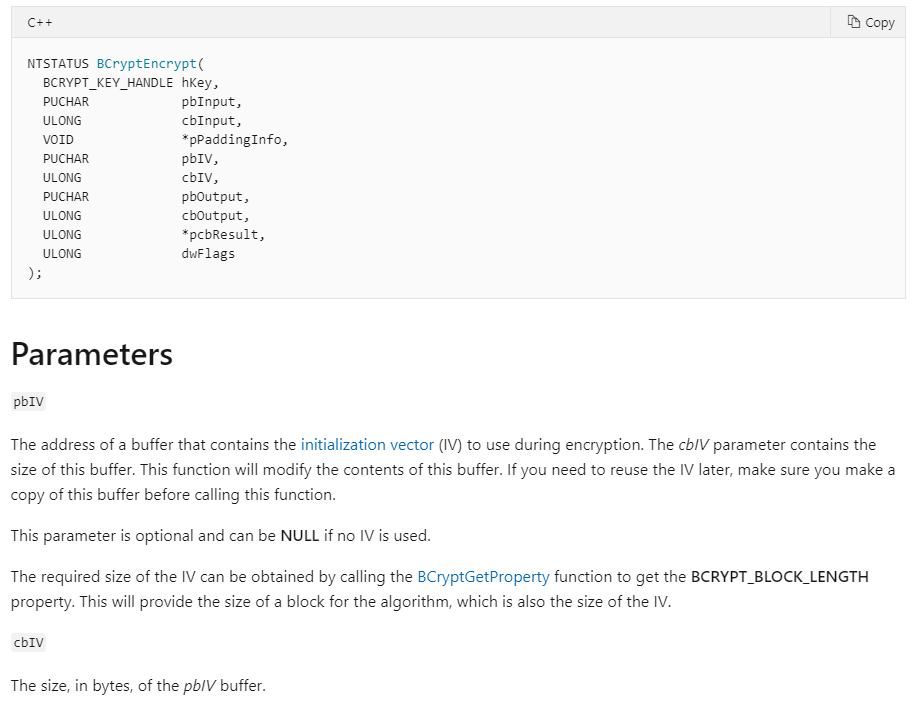 C++
Copy
NTSTATUS BCryptEncrypt(
BCRYPT_KEY_HANDLE hKey,
PUCHAR pbInput,
ULONG cbInput,
VOID *pPaddingInfo,
PUCHAR pbIV,
ULONG cbIV,
PUCHAR pbOutput,
ULONG cbOutput,
ULONG *pcbResult,
ULONG dwFlags
);
Parameters
pbIV
The address of a buffer that contains the initialization vector (IV) to use during encryption. The cbIV parameter contains the
size of this buffer. This function will modify the contents of this buffer. If you need to reuse the IV later, make sure you make a
copy of this buffer before calling this function.
This parameter is optional and can be NULL if no IV is used.
The required size of the IV can be obtained by calling the BCryptGetProperty function to get the BCRYPT_BLOCK_LENGTH
property. This will provide the size of a block for the algorithm, which is also the size of the IV.
cbIV
The size, in bytes, of the pbIV buffer.